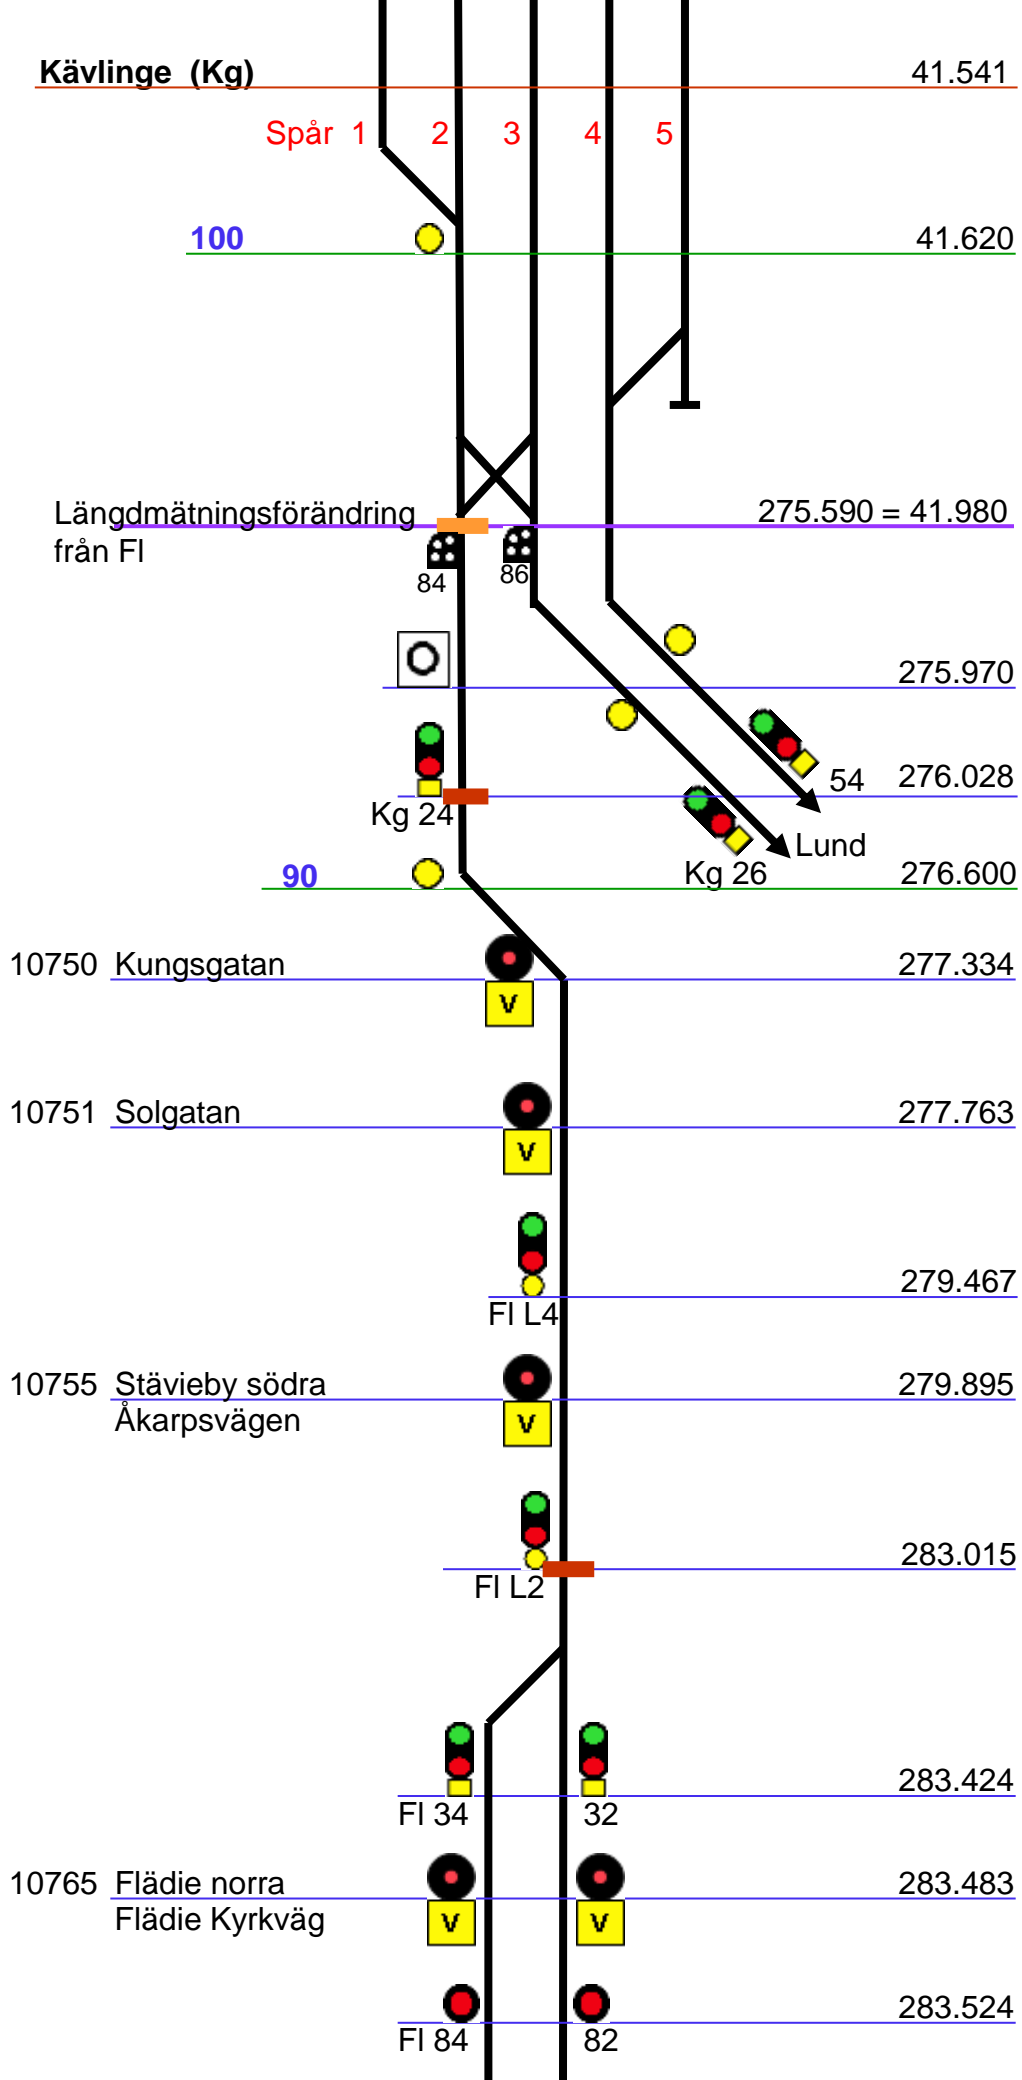 Kävlinge (Kg) 41.541
Spår 1 2 3 4 5
100 41.620
Längdmätningsförändring 275.590 = 41.980
från Fl
84 86
O 275.970
54 276.028
Kg 24
Lund
90 Kg 26 276.600
10750 Kungsgatan 277.334
V
10751 Solgatan 277.763
V
279.467
Fl L4
10755 Stävieby södra 279.895
Åkarpsvägen V
283.015
Fl L2
283.424
Fl 34 32
10765 Flädie norra 283.483
Flädie Kyrkväg V V
283.524
Fl 84 82